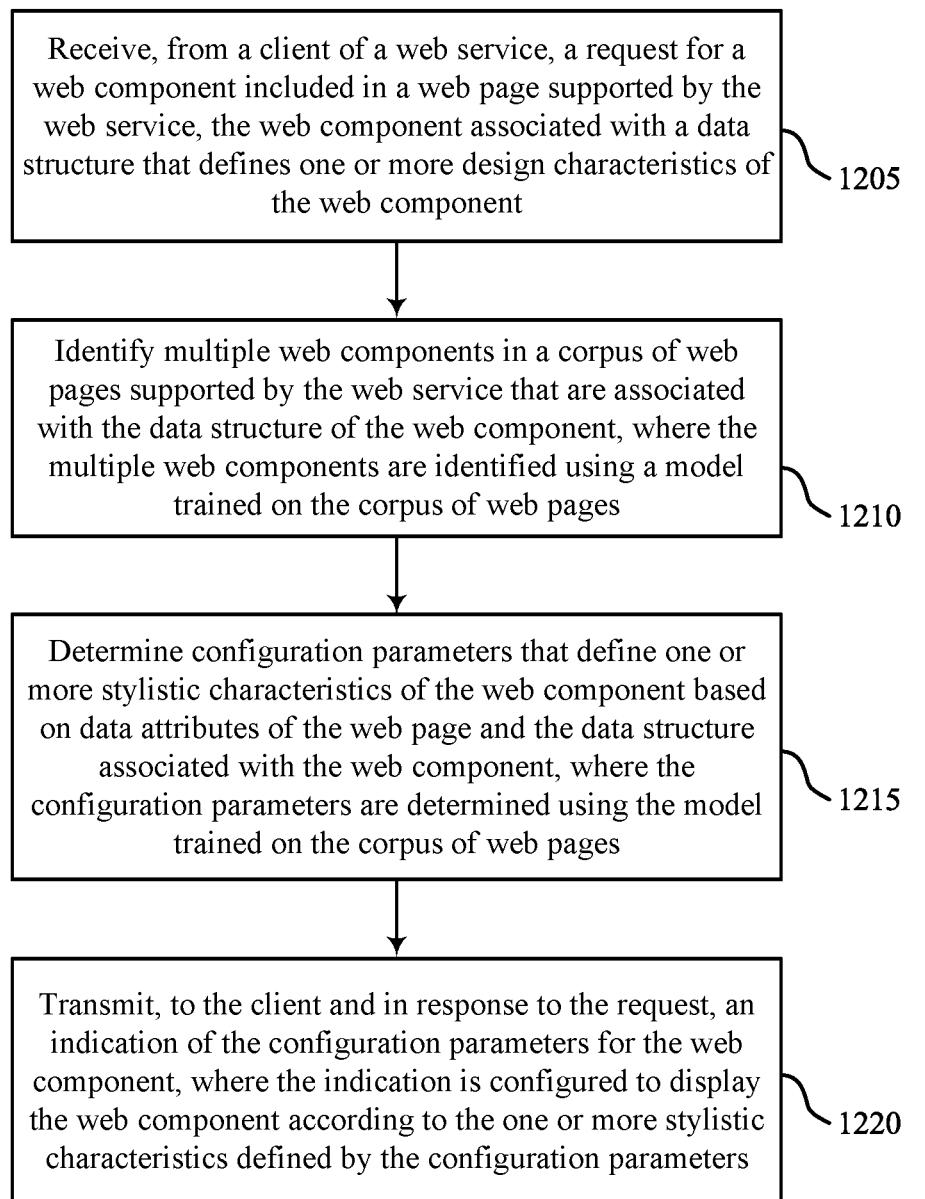 Receive, from a client of a web service, a request for a
web component included in a web page supported by the
web service, the web component associated with a data
structure that defines one or more design characteristics of
the web component
1205
Identify multiple web components in a corpus of web
pages supported by the web service that are associated
with the data structure of the web component, where the
multiple web components are identified using a model
trained on the corpus of web pages
1210
Determine configuration parameters that define one or
more stylistic characteristics of the web component based
on data attributes of the web page and the data structure
associated with the web component, where the
configuration parameters are determined using the model
trained on the corpus of web pages
1215
Transmit, to the client and in response to the request, an
indication of the configuration parameters for the web
component, where the indication is configured to display
the web component according to the one or more stylistic
characteristics defined by the configuration parameters
1220